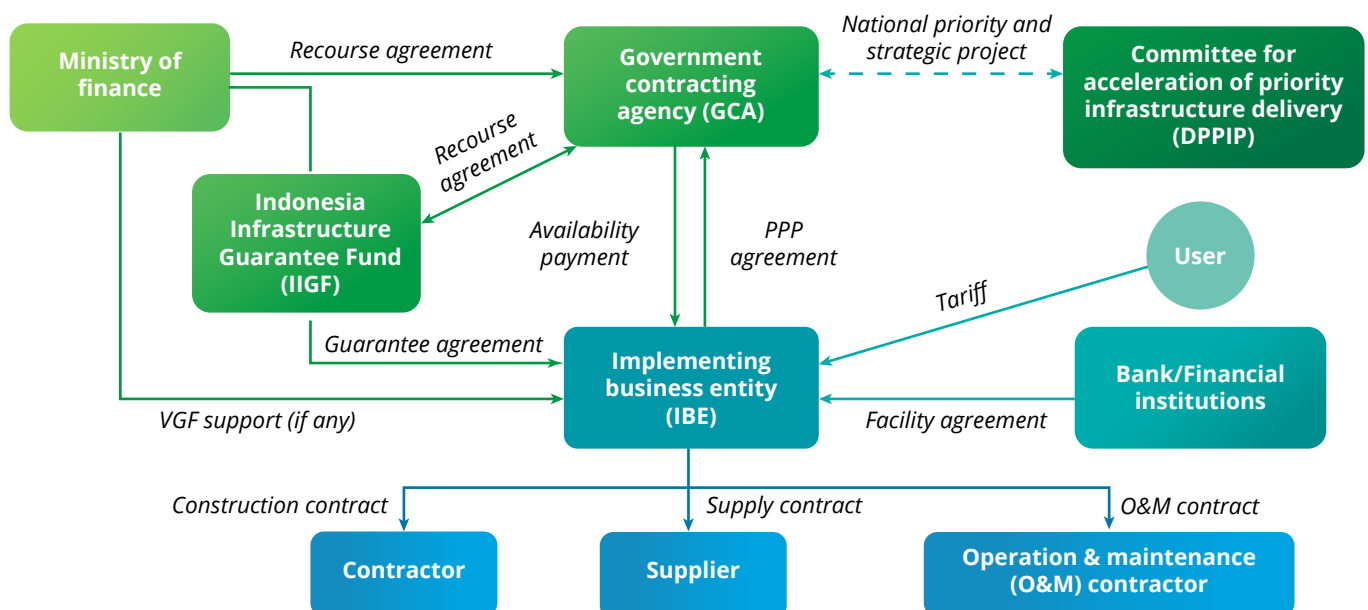 Ministry of
finance
Recourse agreement
Government
contracting
agency (GCA)
National priority and
strategic project
Committee for
acceleration of priority
infrastructure delivery
(DPPIP)
Recourse
agreement
Indonesia
Infrastructure
Guarantee Fund
(IIGF)
Availability
payment
PPP
agreement
User
Tariff
Guarantee agreement
Implementing
business entity
(IBE)
Bank/Financial
institutions
VGF support (if any)
Facility agreement
Construction contract
Supply contract
O&M contract
Contractor
Supplier
Operation & maintenance
(O&M) contractor